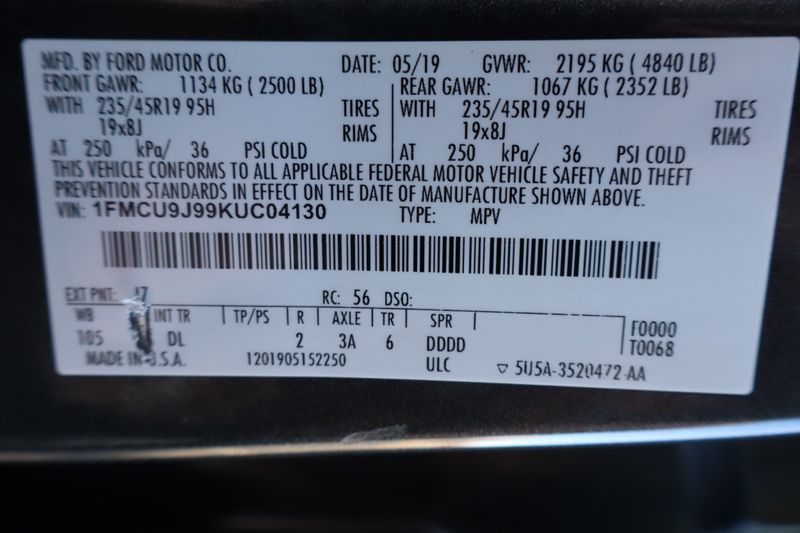 MFD. BY FORD MOTOR CO. DATE: 05/19 GVWR: 2195 KG ( 4840 LB)
FRONT GAWR: 1134 KG ( 2500 LB) REAR GAWR: 1067 KG ( 2352 LB)
WITH 235/45R19 95H TIRES WITH 235/45R19 95H TIRES
19x8J RIMS 19x8J RIMS
AT 250 kPa/ 36 PSI COLD AT 250 kPa/ 36 PSI COLD
THIS VEHICLE CONFORMS TO ALL APPLICABLE FEDERAL MOTOR VEHICLE SAFETY AND THEFT
PREVENTION STANDARDS IN EFFECT ON THE DATE OF MANUFACTURE SHOWN ABOVE.
VIN: 1FMCU9J99KUC04130 TYPE: MPV
EXT PNT: J7 RC: 56 DSO:
WB INT TR TP/PS R AXLE TR SPR F0000
105 DL 2 3A 6 DDDD T0068
MADE IN U.S.A. 1201905152250 ULC ▽ 5U5A-3520472-AA